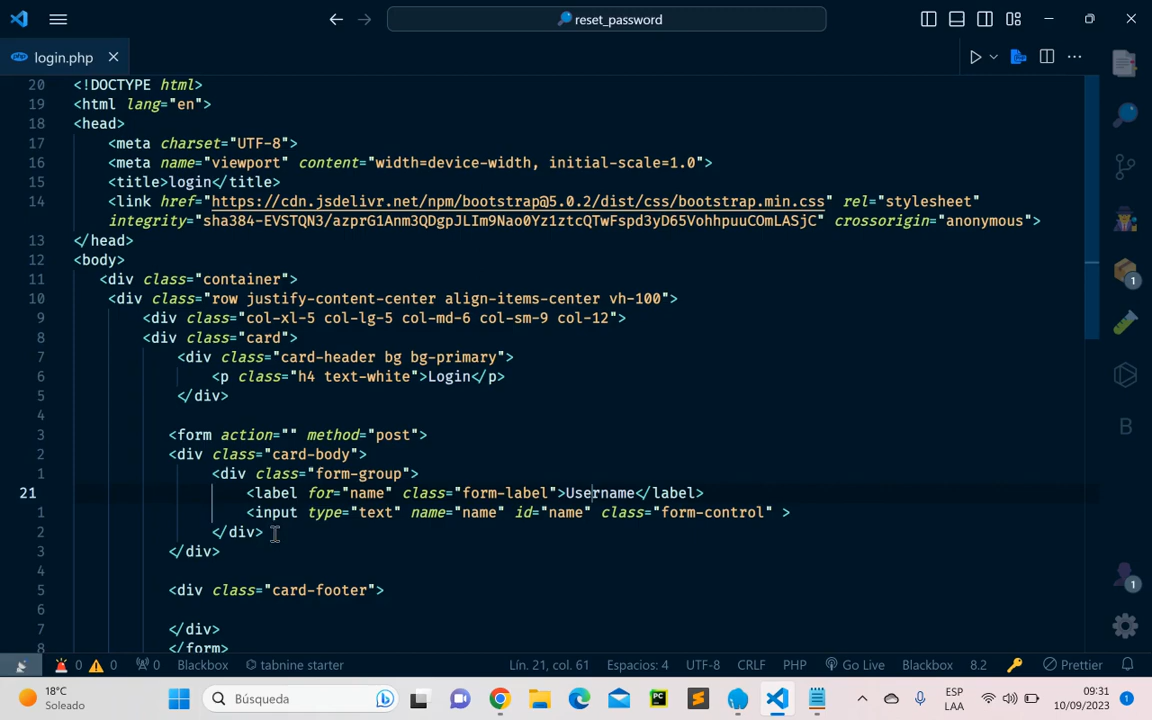 reset_password
login.php
20 <!DOCTYPE html>
19 <html lang="en">
18 <head>
17 <meta charset="UTF-8">
16 <meta name="viewport" content="width=device-width, initial-scale=1.0">
15 <title>login</title>
14 <link href="https://cdn.jsdelivr.net/npm/bootstrap@5.0.2/dist/css/bootstrap.min.css" rel="stylesheet"
integrity="sha384-EVSTQN3/azprG1Anm3QDgpJLIm9Nao0Yz1ztcQTwFspd3yD65VohhpuuCOmLASjC" crossorigin="anonymous">
13 </head>
12 <body>
11 <div class="container">
10 <div class="row justify-content-center align-items-center vh-100">
9 <div class="col-xl-5 col-lg-5 col-md-6 col-sm-9 col-12">
8 <div class="card">
7 <div class="card-header bg bg-primary">
6 <p class="h4 text-white">Login</p>
5 </div>
4
3 <form action="" method="post">
2 <div class="card-body">
1 <div class="form-group">
21 <label for="name" class="form-label">Username</label>
1 <input type="text" name="name" id="name" class="form-control" >
2 </div>
3 </div>
4
5 <div class="card-footer">
6
7 </div>
8 </form>
0 0 0 Blackbox tabnine starter Lín. 21, col. 61 Espacios: 4 UTF-8 CRLF PHP Go Live Blackbox 8.2 Prettier
18°C
Soleado
Búsqueda
ESP
LAA
09:31
10/09/2023